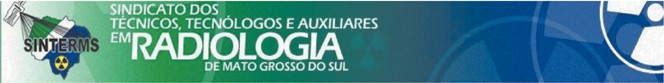 SINTERMS
SINDICATO DOS
TÉCNICOS, TECNÓLOGOS E AUXILIARES
EM RADIOLOGIA
DE MATO GROSSO DO SUL